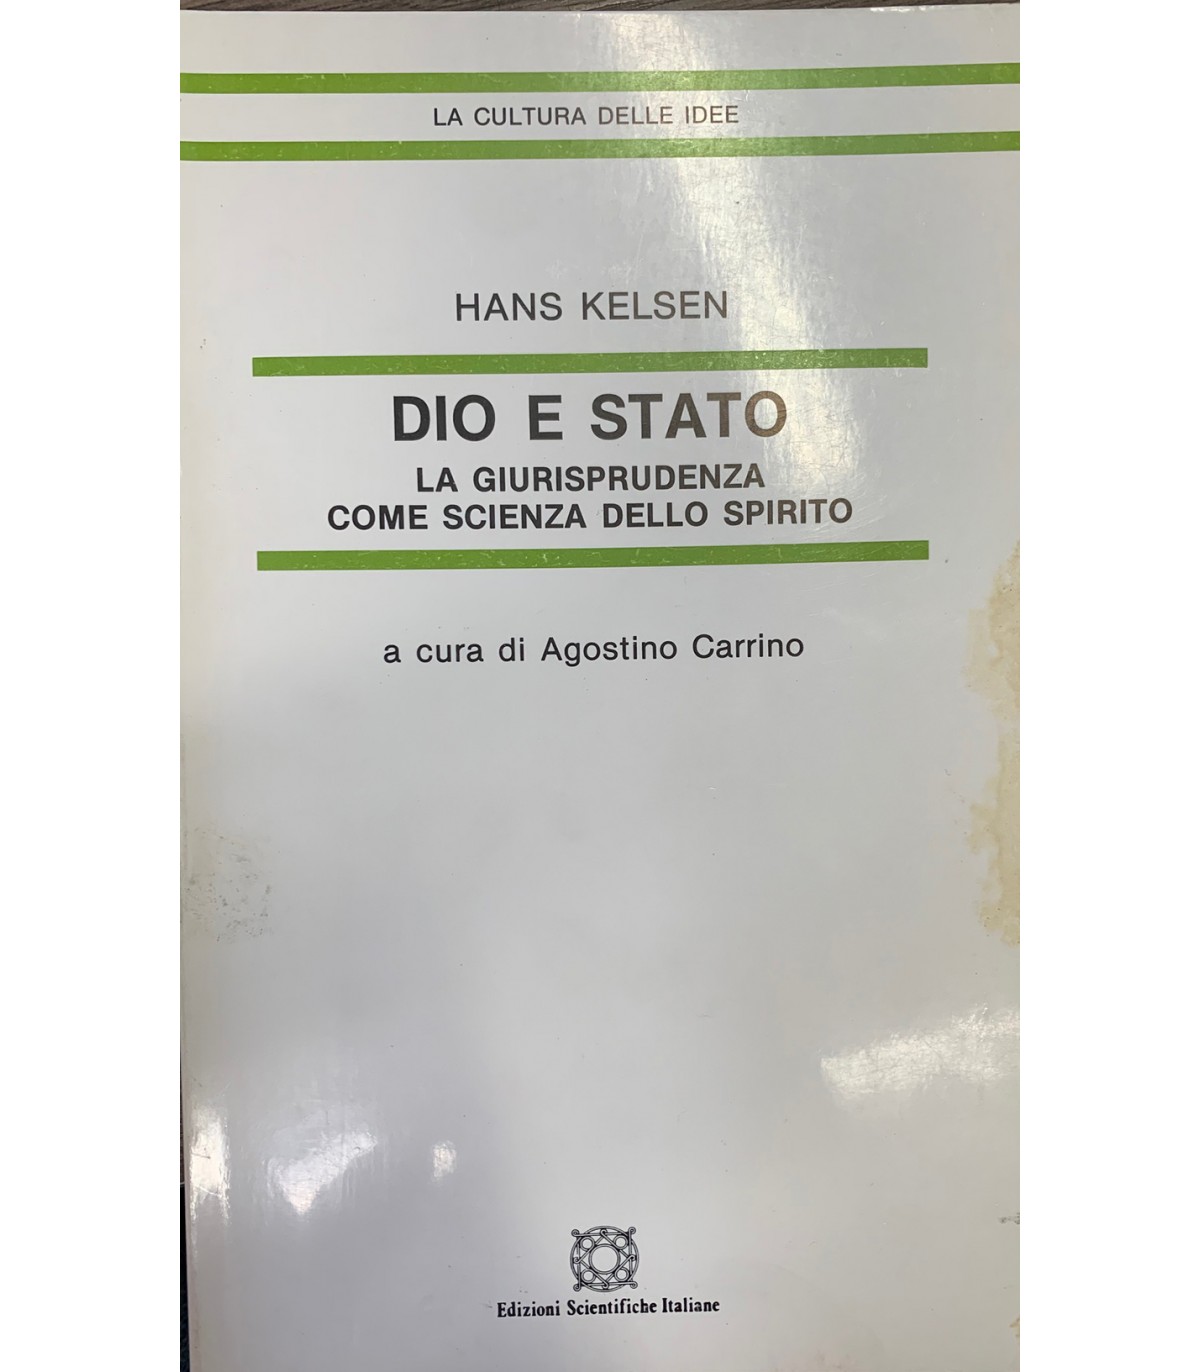 LA CULTURA DELLE IDEE
HANS KELSEN
DIO E STATO
LA GIURISPRUDENZA
COME SCIENZA DELLO SPIRITO
a cura di Agostino Carrino
Edizioni Scientifiche Italiane